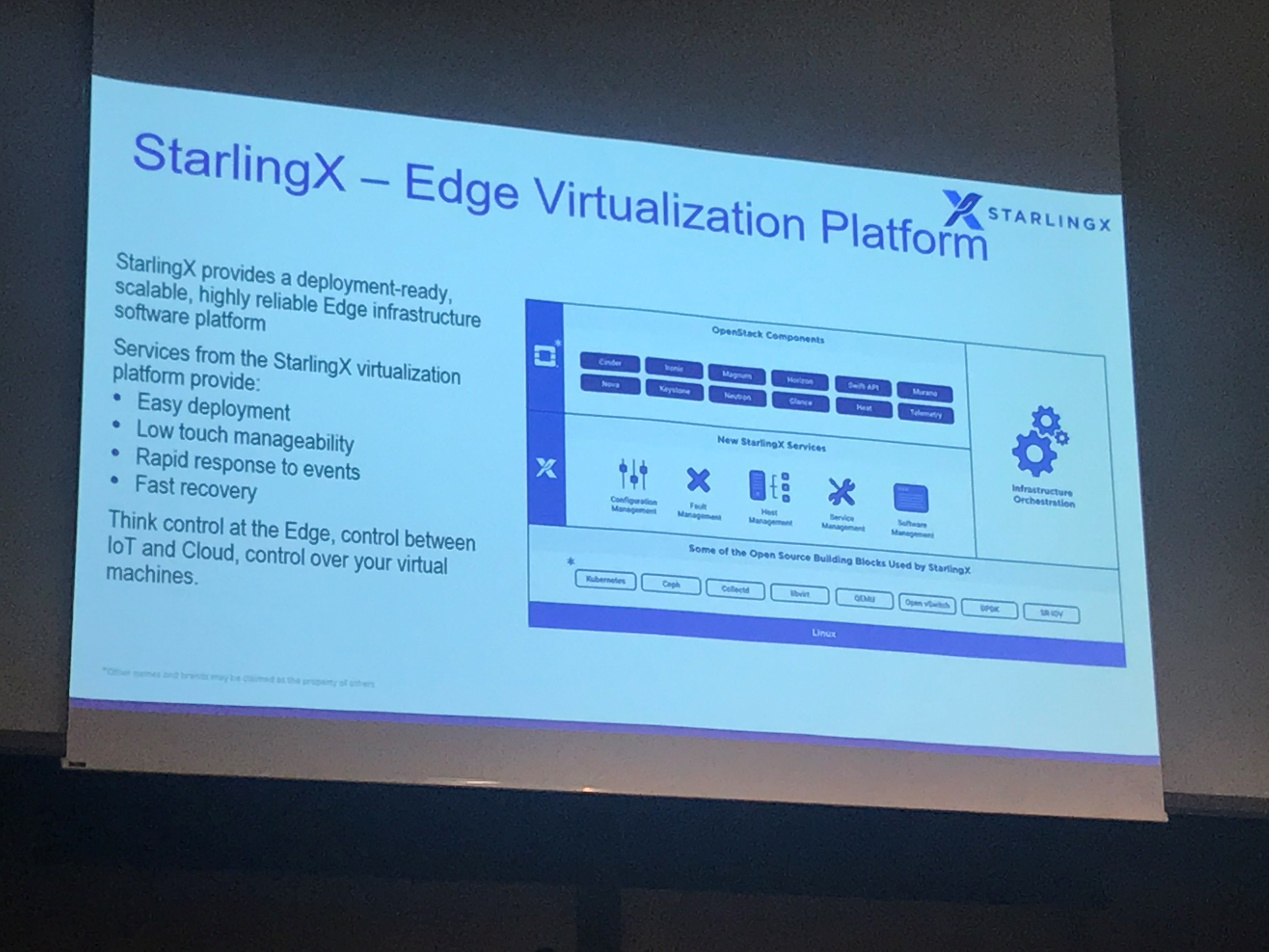 StarlingX – Edge Virtualization Platform
STARLINGX
StarlingX provides a deployment-ready,
scalable, highly reliable Edge infrastructure
software platform
Services from the StarlingX virtualization
platform provide:
• Easy deployment
• Low touch manageability
• Rapid response to events
• Fast recovery
Think control at the Edge, control between
IoT and Cloud, control over your virtual
machines.
*Other names and brands may be claimed as the property of others
*
OpenStack Components
Cinder Ironic Magnum Horizon Swift API Murano
Nova Keystone Neutron Glance Heat Telemetry
New StarlingX Services
Configuration
Management
Fault
Management
Host
Management
Service
Management
Software
Management
Infrastructure
Orchestration
Some of the Open Source Building Blocks Used by StarlingX
*
Kubernetes Ceph Collectd libvirt QEMU Open vSwitch DPDK SR-IOV
Linux